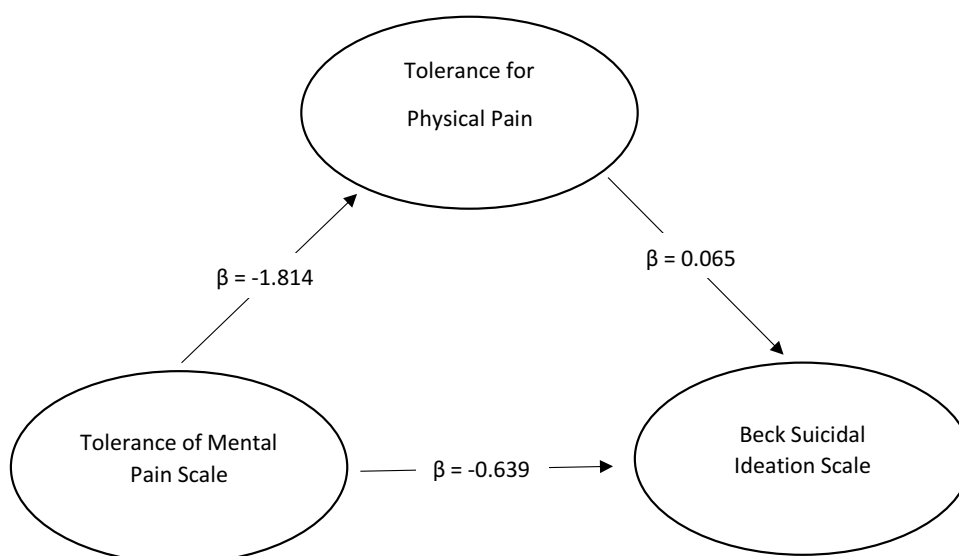 Tolerance for
Physical Pain
β = -1.814
β = 0.065
Tolerance of Mental
Pain Scale
β = -0.639
Beck Suicidal
Ideation Scale